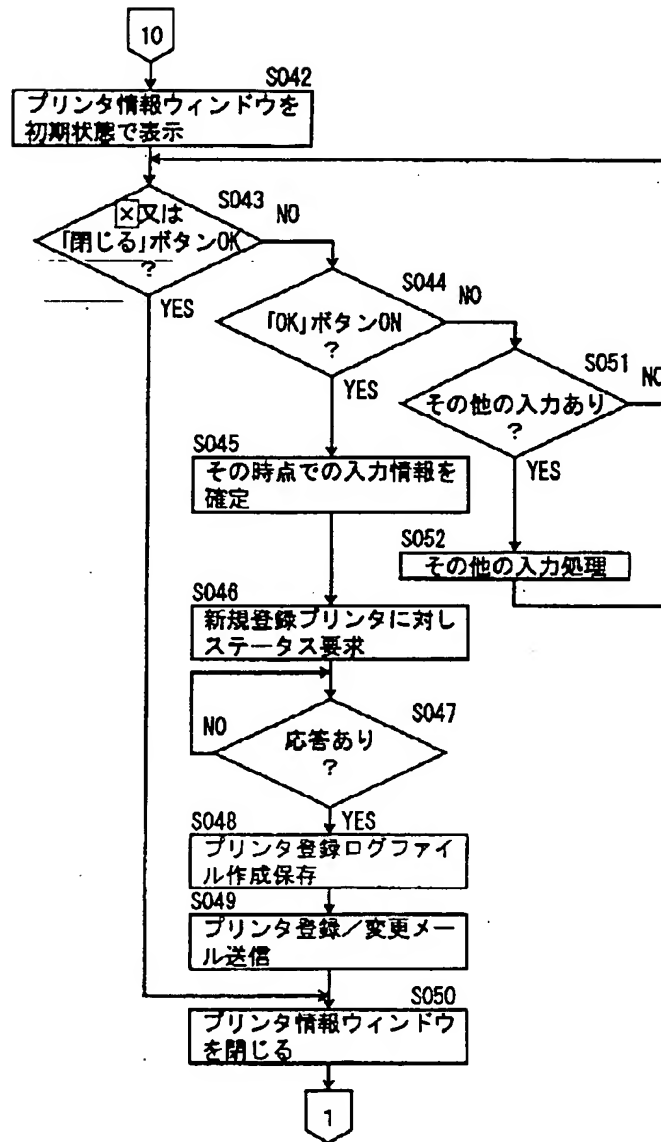 10
S042
プリンタ情報ウィンドウを
初期状態で表示
S043
☒又は
「閉じる」ボタンOK
?
NO
YES
S044
「OK」ボタンON
?
NO
YES
S051
その他の入力あり
?
NO
YES
S045
その時点での入力情報を
確定
S052
その他の入力処理
S046
新規登録プリンタに対し
ステータス要求
S047
応答あり
?
NO
YES
S048
プリンタ登録ログファイ
ル作成保存
S049
プリンタ登録/変更メー
ル送信
S050
プリンタ情報ウィンドウ
を閉じる
1